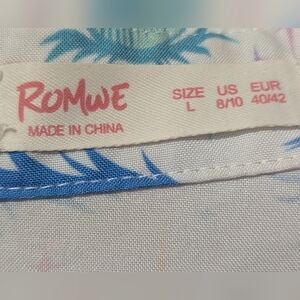 ROMWE
MADE IN CHINA
SIZE US EUR
L 8/10 40/42